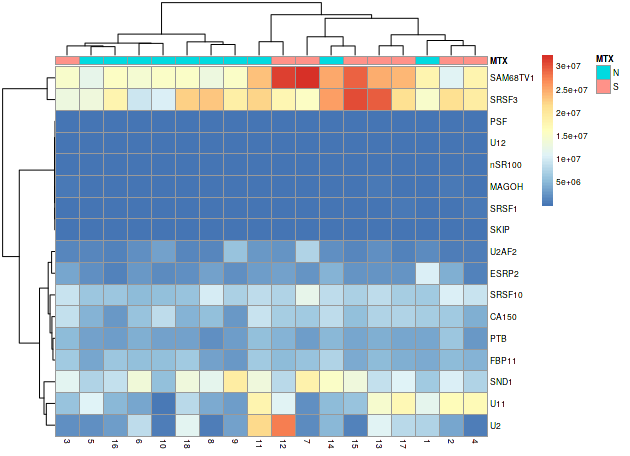 MTX
SAM68TV1
SRSF3
PSF
U12
nSR100
MAGOH
SRSF1
SKIP
U2AF2
ESRP2
SRSF10
CA150
PTB
FBP11
SND1
U11
U2
3 5 16 6 10 18 8 9 11 12 7 14 15 13 17 1 2 4
3e+07
2.5e+07
2e+07
1.5e+07
1e+07
5e+06
MTX
N
S